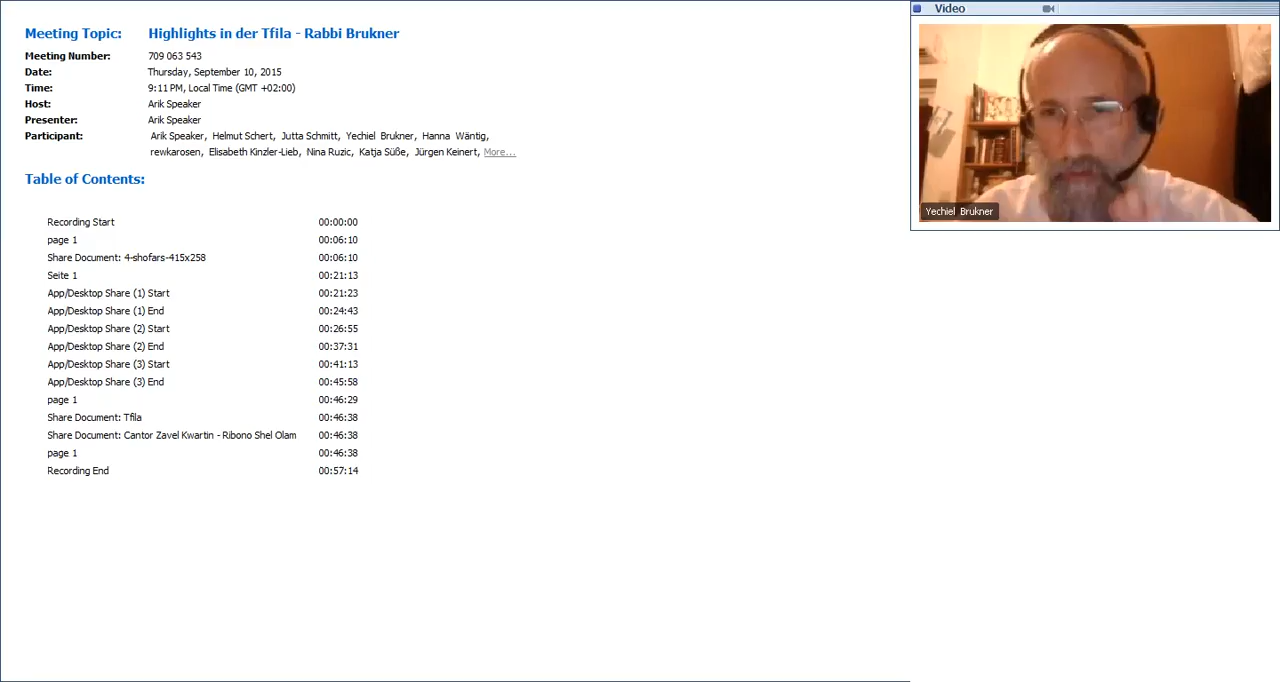 Meeting Topic: Highlights in der Tfila - Rabbi Brukner
Meeting Number: 709 063 543
Date: Thursday, September 10, 2015
Time: 9:11 PM, Local Time (GMT +02:00)
Host: Arik Speaker
Presenter: Arik Speaker
Participant: Arik Speaker, Helmut Schert, Jutta Schmitt, Yechiel Brukner, Hanna Wäntig,
rewkarosen, Elisabeth Kinzler-Lieb, Nina Ruzic, Katja Süße, Jürgen Keinert, More...
Table of Contents:
Recording Start 00:00:00
page 1 00:06:10
Share Document: 4-shofars-415x258 00:06:10
Seite 1 00:21:13
App/Desktop Share (1) Start 00:21:23
App/Desktop Share (1) End 00:24:43
App/Desktop Share (2) Start 00:26:55
App/Desktop Share (2) End 00:37:31
App/Desktop Share (3) Start 00:41:13
App/Desktop Share (3) End 00:45:58
page 1 00:46:29
Share Document: Tfila 00:46:38
Share Document: Cantor Zavel Kwartin - Ribono Shel Olam 00:46:38
page 1 00:46:38
Recording End 00:57:14
Video
Yechiel Brukner